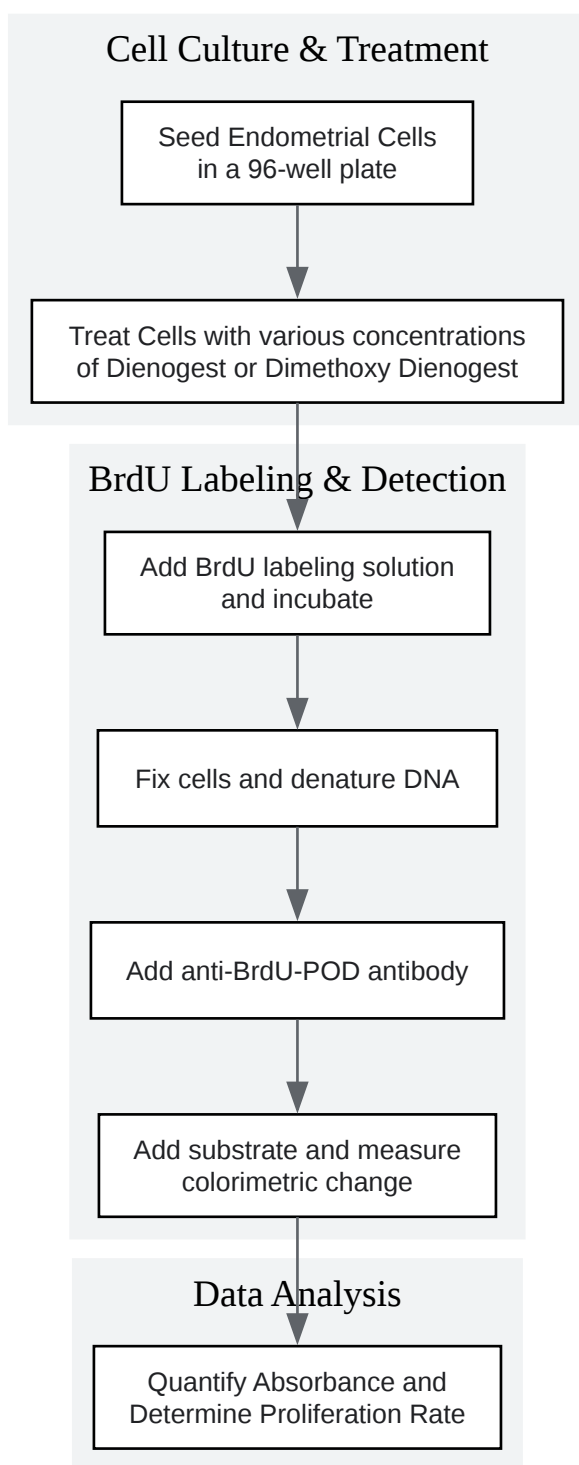 Cell Culture & Treatment
Seed Endometrial Cells
in a 96-well plate
Treat Cells with various concentrations
of Dienogest or Dimethoxy Dienogest
BrdU Labeling & Detection
Add BrdU labeling solution
and incubate
Fix cells and denature DNA
Add anti-BrdU-POD antibody
Add substrate and measure
colorimetric change
Data Analysis
Quantify Absorbance and
Determine Proliferation Rate